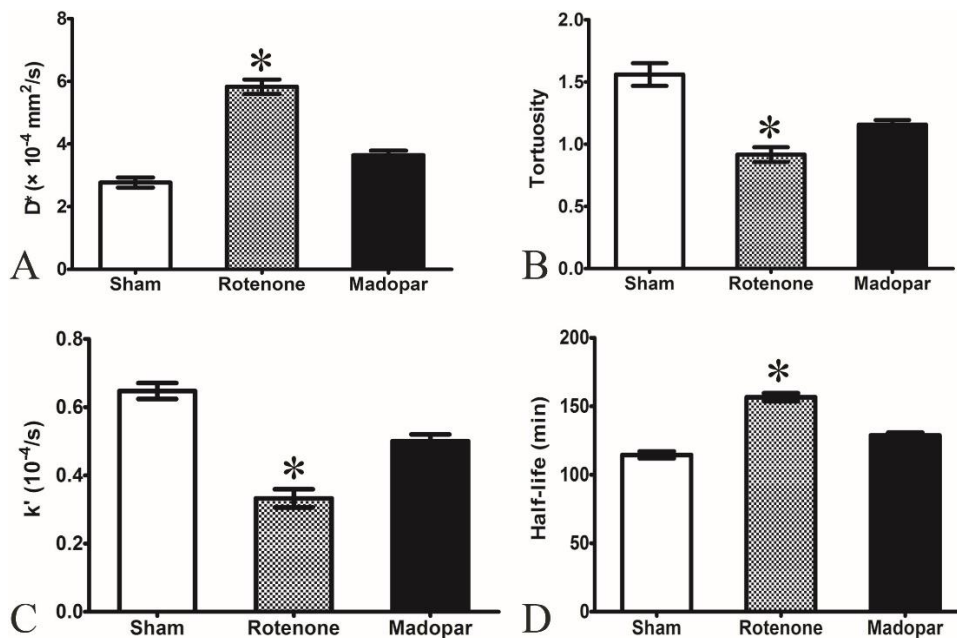 A
D* (× 10⁻⁴ mm²/s)
8
6
4
2
0
*
Sham Rotenone Madopar
B
Tortuosity
2.0
1.5
1.0
0.5
0.0
*
Sham Rotenone Madopar
C
k' (10⁻⁴/s)
0.8
0.6
0.4
0.2
0.0
*
Sham Rotenone Madopar
D
Half-life (min)
200
150
100
50
0
*
Sham Rotenone Madopar